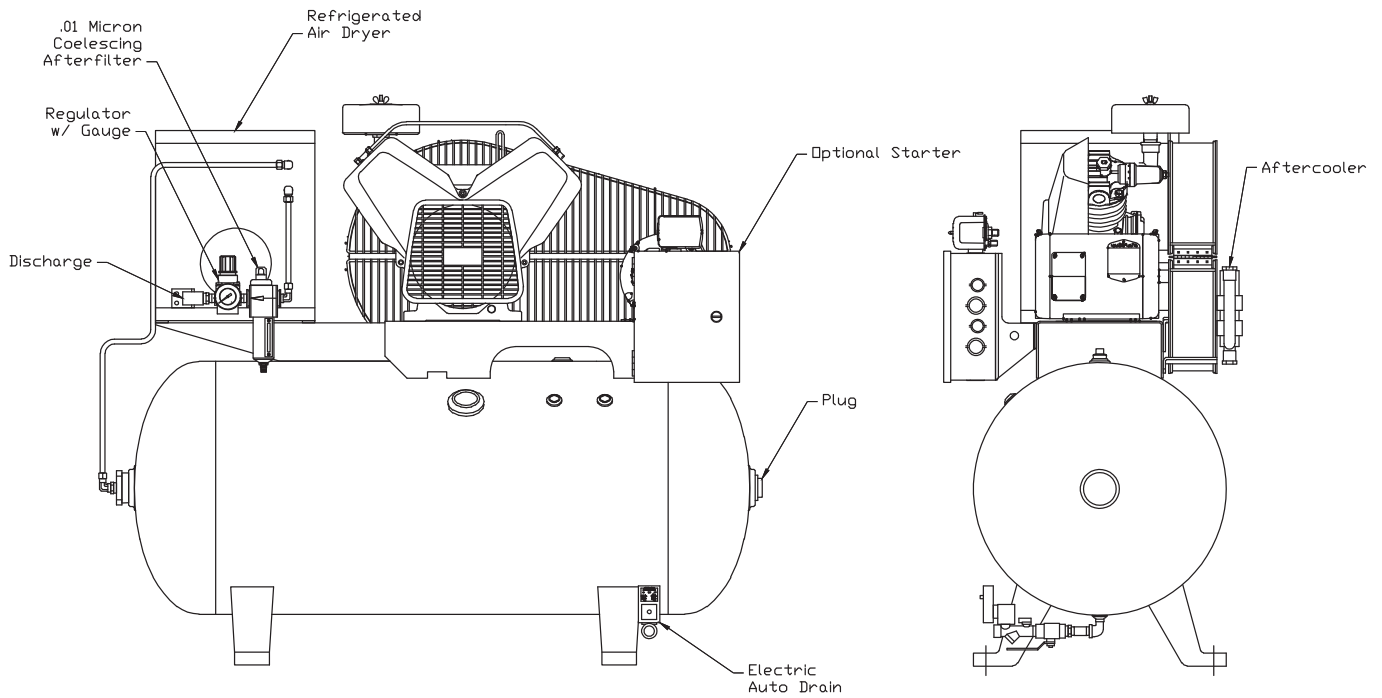 Refrigerated
Air Dryer
.01 Micron
Coelescing
Afterfilter
Regulator
w/ Gauge
Discharge
Optional Starter
Aftercooler
Plug
Electric
Auto Drain